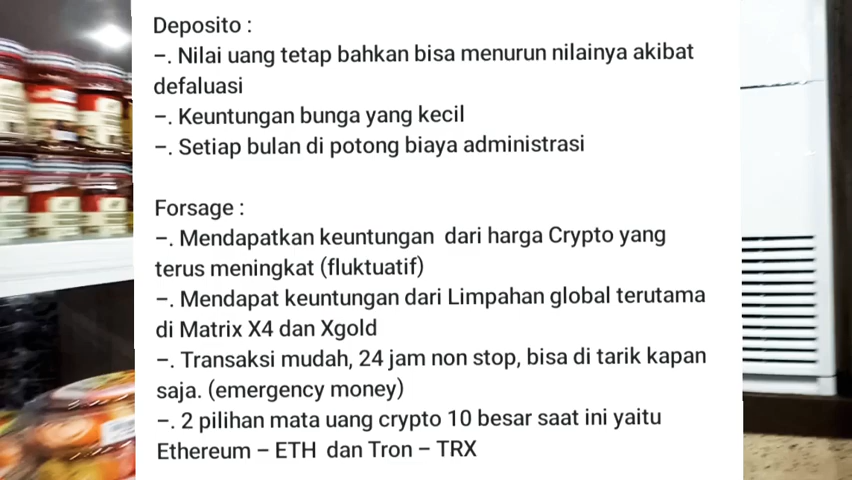 Deposito :
–. Nilai uang tetap bahkan bisa menurun nilainya akibat
defaluasi
–. Keuntungan bunga yang kecil
–. Setiap bulan di potong biaya administrasi
Forsage :
–. Mendapatkan keuntungan dari harga Crypto yang
terus meningkat (fluktuatif)
–. Mendapat keuntungan dari Limpahan global terutama
di Matrix X4 dan Xgold
–. Transaksi mudah, 24 jam non stop, bisa di tarik kapan
saja. (emergency money)
–. 2 pilihan mata uang crypto 10 besar saat ini yaitu
Ethereum – ETH dan Tron – TRX